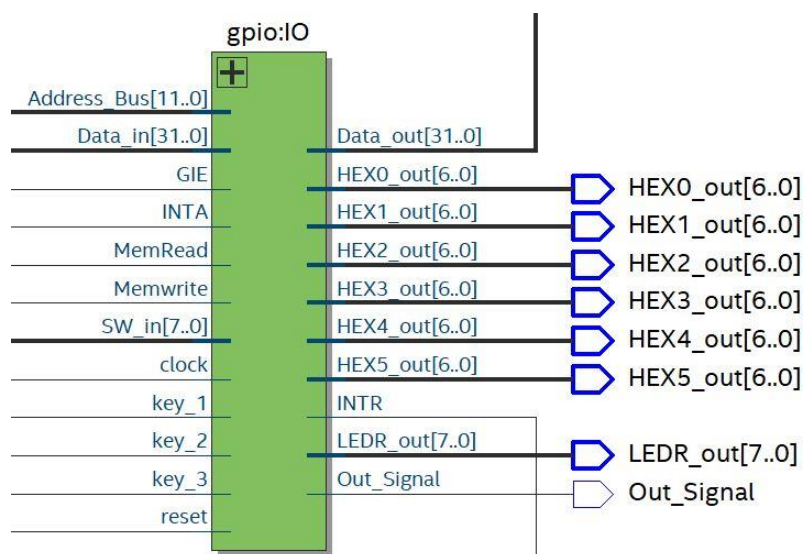 gpio:IO
Address_Bus[11..0]
Data_in[31..0] Data_out[31..0]
GIE HEX0_out[6..0] HEX0_out[6..0]
INTA HEX1_out[6..0] HEX1_out[6..0]
MemRead HEX2_out[6..0] HEX2_out[6..0]
Memwrite HEX3_out[6..0] HEX3_out[6..0]
SW_in[7..0] HEX4_out[6..0] HEX4_out[6..0]
clock HEX5_out[6..0] HEX5_out[6..0]
key_1 INTR
key_2 LEDR_out[7..0] LEDR_out[7..0]
key_3 Out_Signal Out_Signal
reset